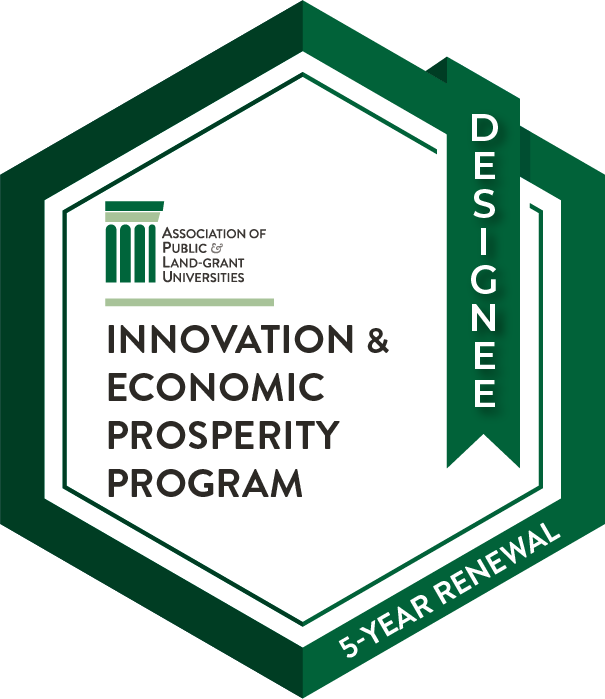 ASSOCIATION OF
PUBLIC &
LAND-GRANT
UNIVERSITIES
INNOVATION &
ECONOMIC
PROSPERITY
PROGRAM
DESIGNEE
5-YEAR RENEWAL